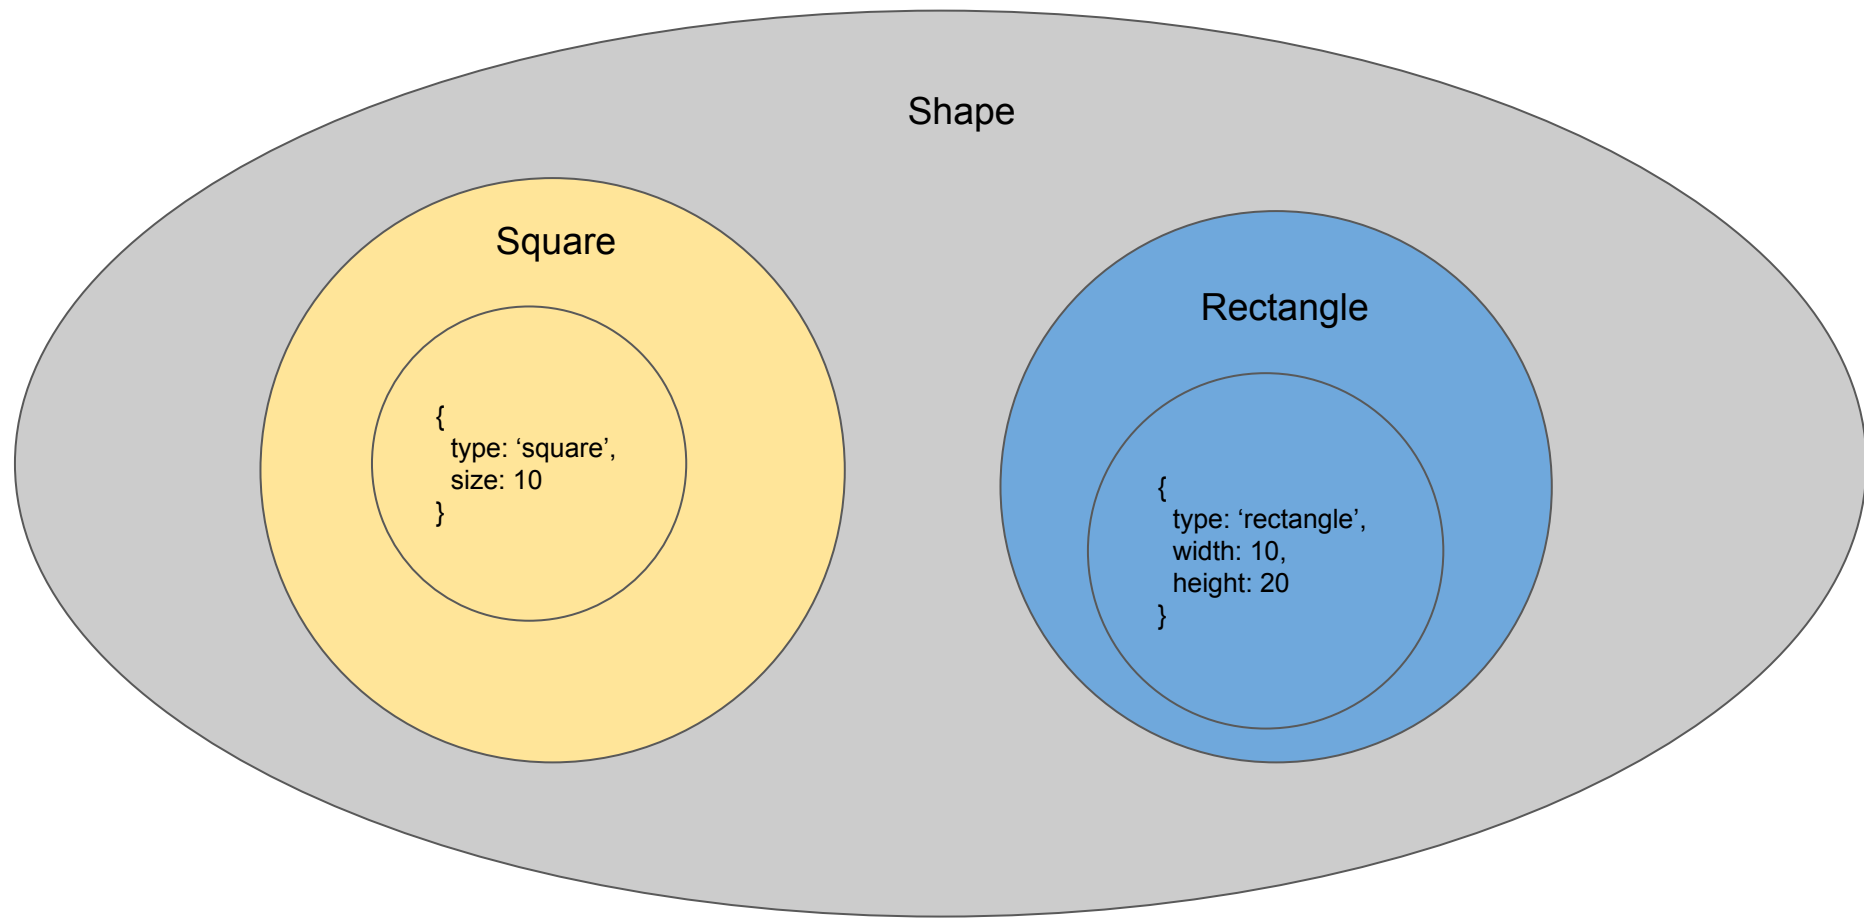 Shape
Square
{
type: ‘square’,
size: 10
}
Rectangle
{
type: ‘rectangle’,
width: 10,
height: 20
}